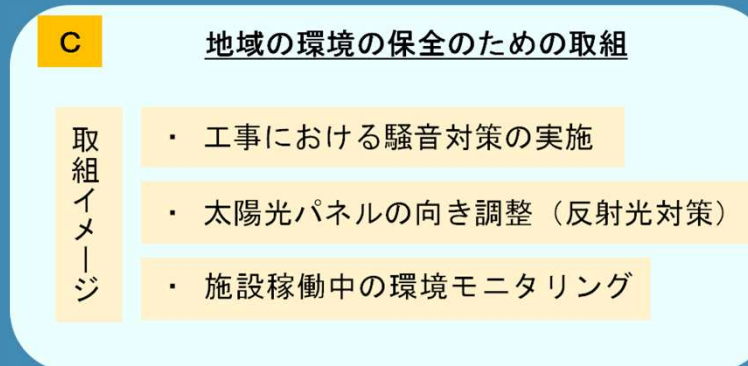 C
地域の環境の保全のための取組
取組イメージ
・ 工事における騒音対策の実施
・ 太陽光パネルの向き調整（反射光対策）
・ 施設稼働中の環境モニタリング